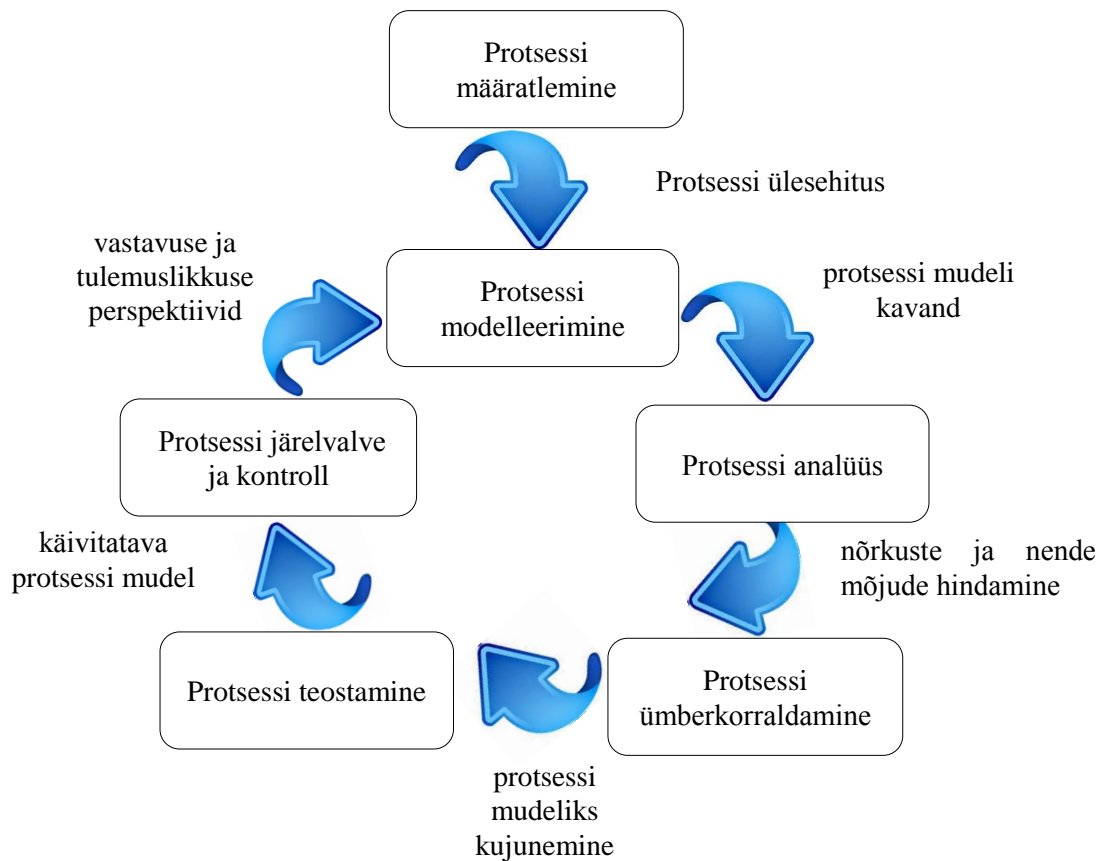 Protsessi
määratlemine
Protsessi ülesehitus
vastavuse ja
tulemuslikkuse
perspektiivid
Protsessi
modelleerimine
protsessi mudeli
kavand
Protsessi järelvalve
ja kontroll
Protsessi analüüs
käivitatava
protsessi mudel
nõrkuste ja nende
mõjude hindamine
Protsessi teostamine
Protsessi
ümberkorraldamine
protsessi
mudeliks
kujunemine